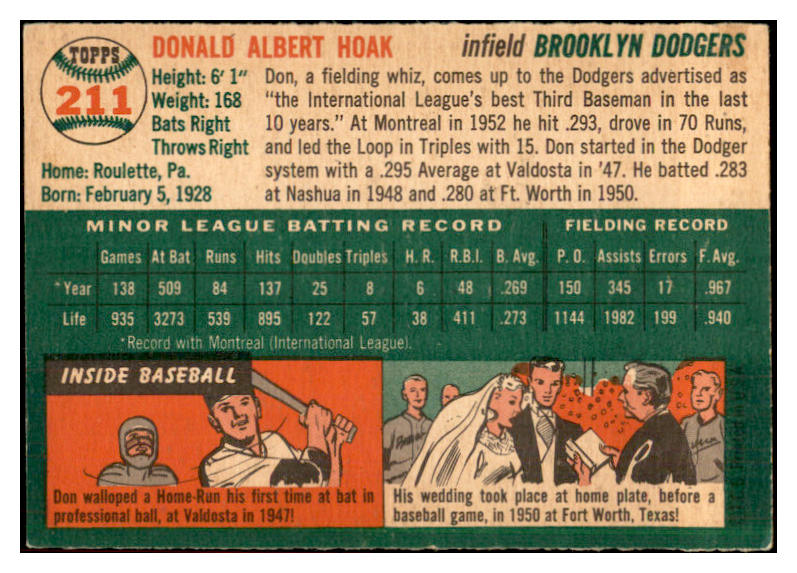 TOPPS
211
DONALD ALBERT HOAK infield BROOKLYN DODGERS
Height: 6' 1"
Weight: 168
Bats Right
Throws Right
Home: Roulette, Pa.
Born: February 5, 1928
Don, a fielding whiz, comes up to the Dodgers advertised as
"the International League's best Third Baseman in the last
10 years." At Montreal in 1952 he hit .293, drove in 70 Runs,
and led the Loop in Triples with 15. Don started in the Dodger
system with a .295 Average at Valdosta in '47. He batted .283
at Nashua in 1948 and .280 at Ft. Worth in 1950.
MINOR LEAGUE BATTING RECORD FIELDING RECORD
Games At Bat Runs Hits Doubles Triples H. R. R.B.I. B. Avg. P. O. Assists Errors F. Avg.
*Year 138 509 84 137 25 8 6 48 .269 150 345 17 .967
Life 935 3273 539 895 122 57 38 411 .273 1144 1982 199 .940
*Record with Montreal (International League).
INSIDE BASEBALL
Don walloped a Home-Run his first time at bat in
professional ball, at Valdosta in 1947!
His wedding took place at home plate, before a
baseball game, in 1950 at Fort Worth, Texas!